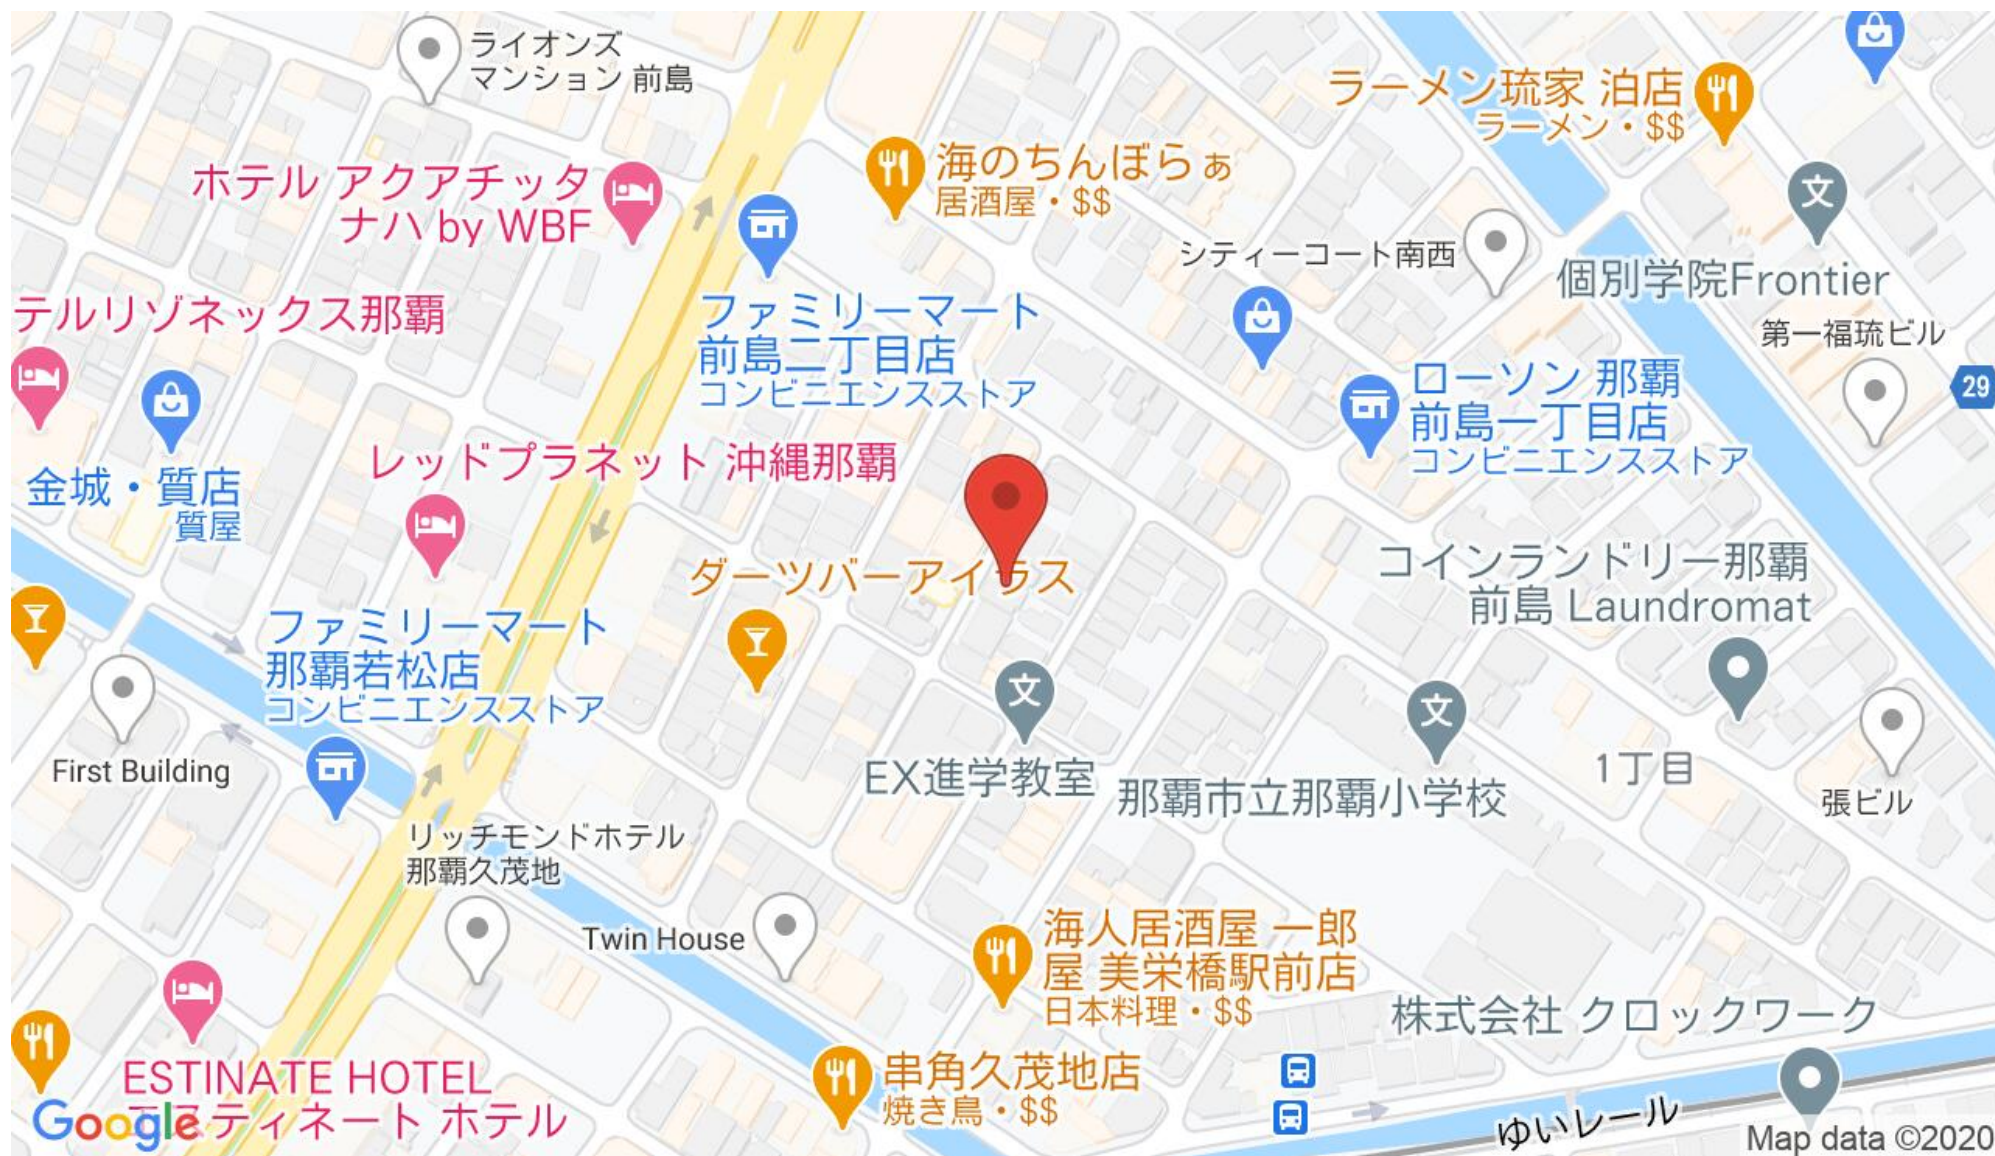 ライオンズ
マンション 前島
ラーメン琉家 泊店
ラーメン・$$
海のちんぼらぁ
居酒屋・$$
ホテル アクアチッタ
ナハ by WBF
シティーコート南西
個別学院Frontier
テルリゾネックス那覇
ファミリーマート
前島二丁目店
コンビニエンスストア
第一福琉ビル
29
ローソン 那覇
前島一丁目店
コンビニエンスストア
レッドプラネット 沖縄那覇
金城・質店
質屋
ダーツバーアイラス
コインランドリー那覇
前島 Laundromat
ファミリーマート
那覇若松店
コンビニエンスストア
First Building
EX進学教室
那覇市立那覇小学校
1丁目
張ビル
リッチモンドホテル
那覇久茂地
Twin House
海人居酒屋 一郎
屋 美栄橋駅前店
日本料理・$$
株式会社 クロックワーク
串角久茂地店
焼き鳥・$$
ESTINATE HOTEL
エスティネート ホテル
Google
ゆいレール
Map data ©2020
文
文
文